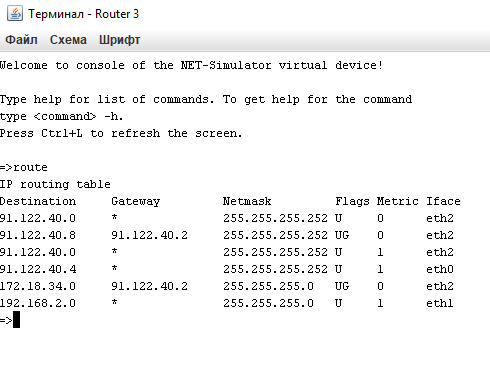 Терминал - Router 3
Файл Схема Шрифт
Welcome to console of the NET-Simulator virtual device!
Type help for list of commands. To get help for the command
type <command> -h.
Press Ctrl+L to refresh the screen.
=>route
IP routing table
Destination Gateway Netmask Flags Metric Iface
91.122.40.0 * 255.255.255.252 U 0 eth2
91.122.40.8 91.122.40.2 255.255.255.252 UG 0 eth2
91.122.40.0 * 255.255.255.252 U 1 eth2
91.122.40.4 * 255.255.255.252 U 1 eth0
172.18.34.0 91.122.40.2 255.255.255.0 UG 0 eth2
192.168.2.0 * 255.255.255.0 U 1 eth1
=>